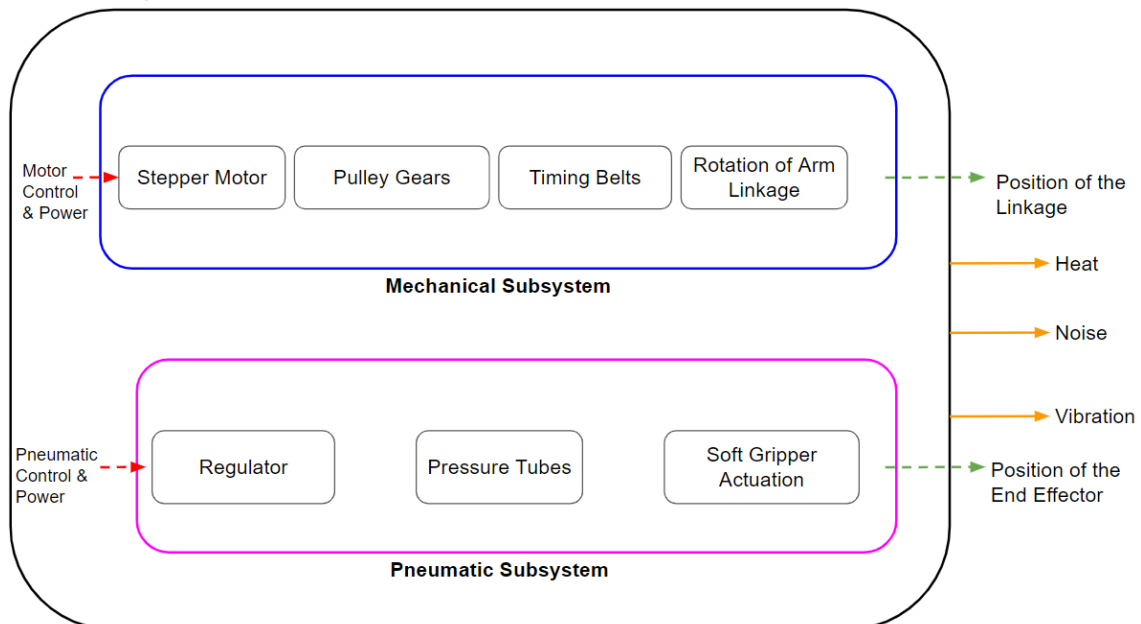 Motor
Control
& Power
Stepper Motor
Pulley Gears
Timing Belts
Rotation of Arm
Linkage
Position of the
Linkage
Mechanical Subsystem
Heat
Noise
Vibration
Pneumatic
Control &
Power
Regulator
Pressure Tubes
Soft Gripper
Actuation
Position of the
End Effector
Pneumatic Subsystem